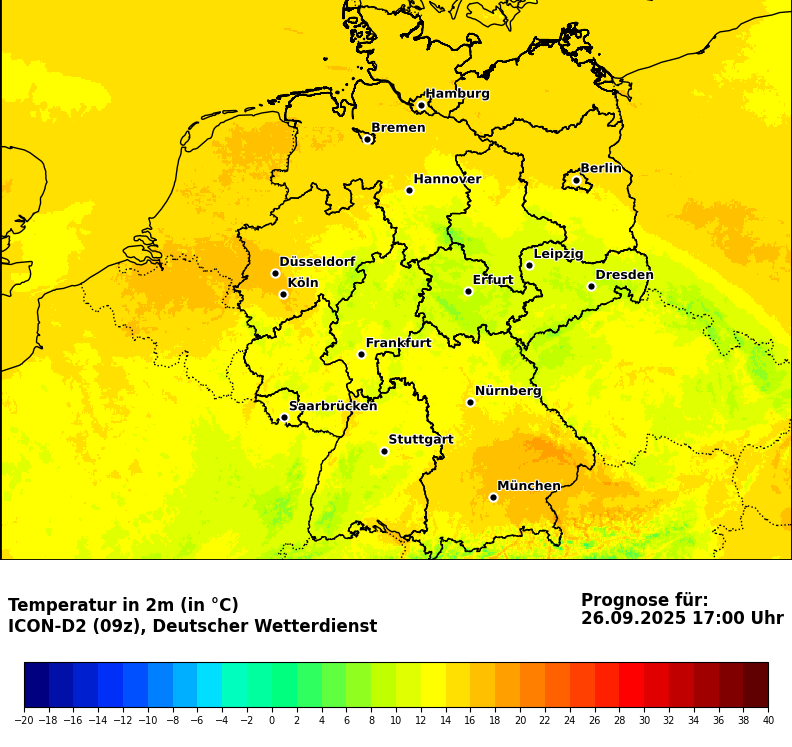 Hamburg
Bremen
Berlin
Hannover
Leipzig
Düsseldorf
Dresden
Köln
Erfurt
Frankfurt
Nürnberg
Saarbrücken
Stuttgart
München
Temperatur in 2m (in °C)
ICON-D2 (09z), Deutscher Wetterdienst
Prognose für:
26.09.2025 17:00 Uhr
−20 −18 −16 −14 −12 −10 −8 −6 −4 −2 0 2 4 6 8 10 12 14 16 18 20 22 24 26 28 30 32 34 36 38 40